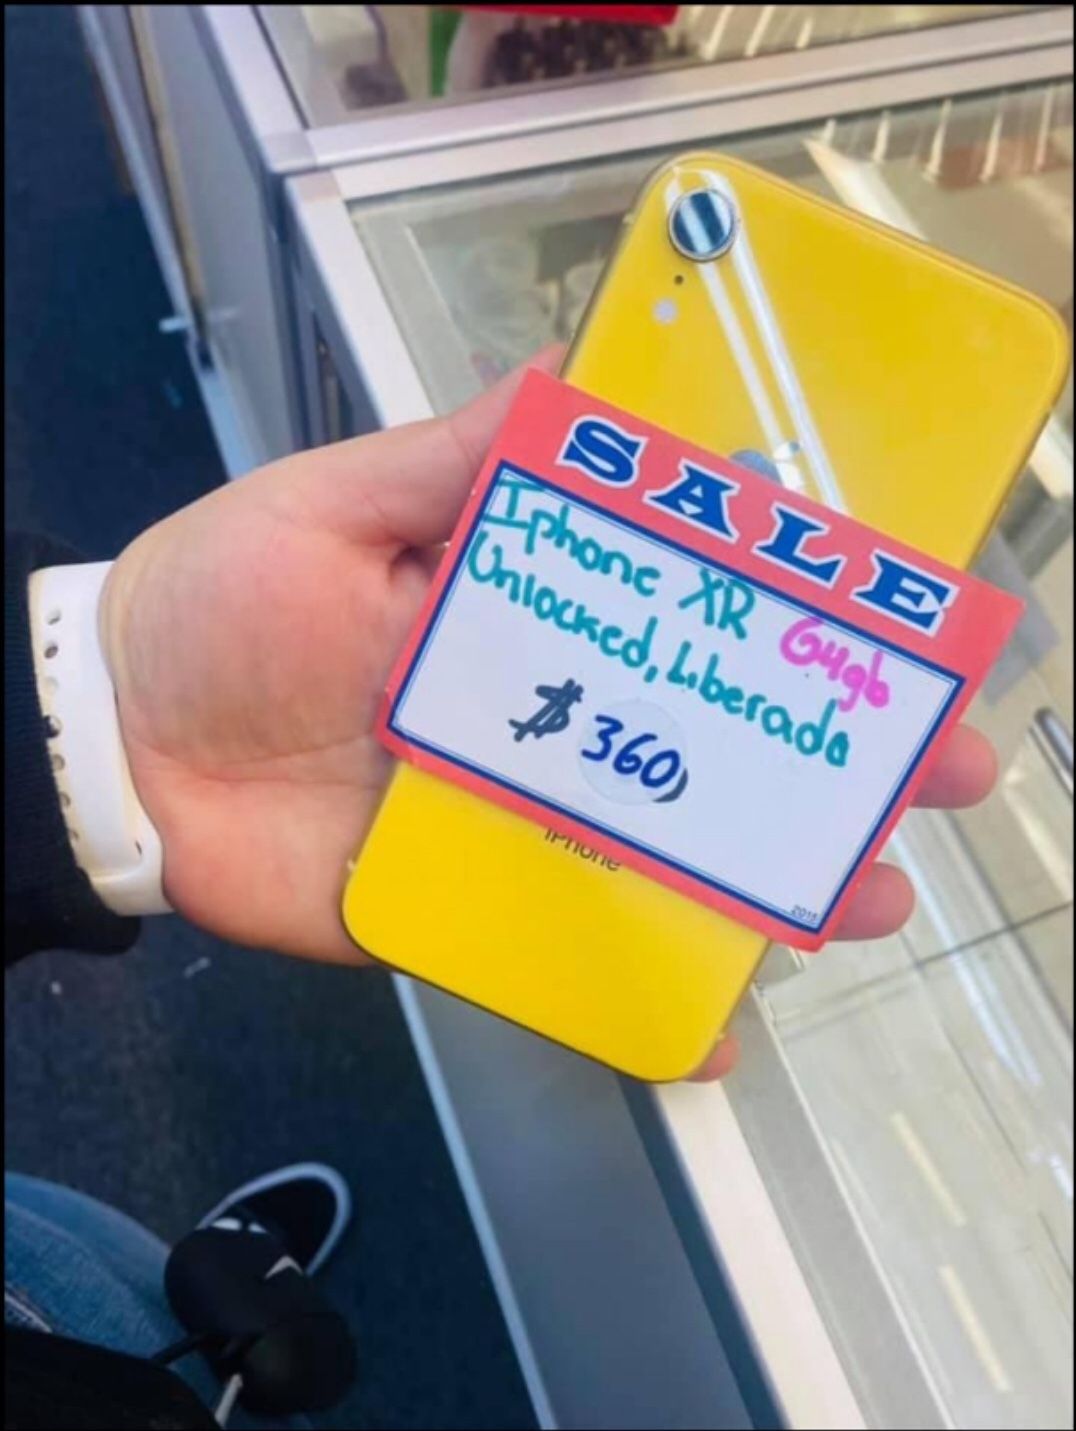 SALE
Iphone XR 64gb
Unlocked, Liberada
$ 360
iPhone